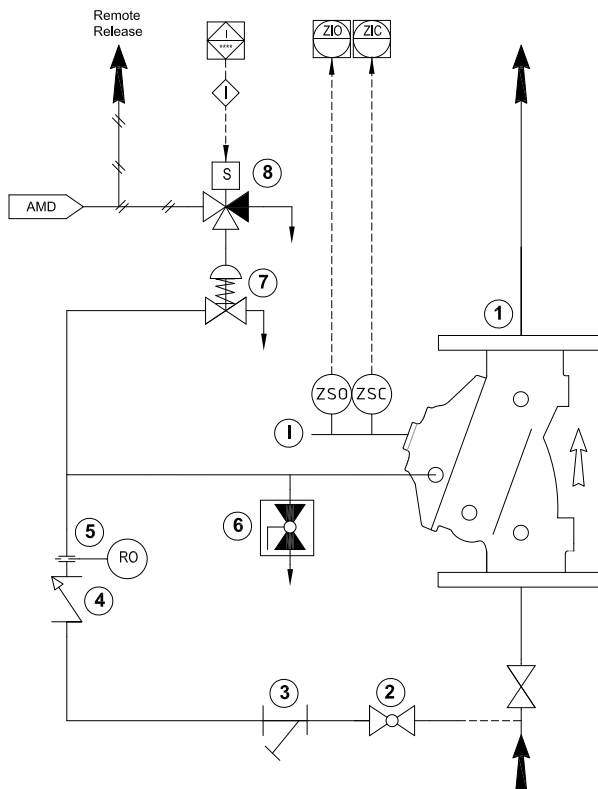 Remote
Release
I
****
ZIO ZIC
I
S
8
AMD
7
1
ZSO ZSC
I
6
5
RO
4
3
2